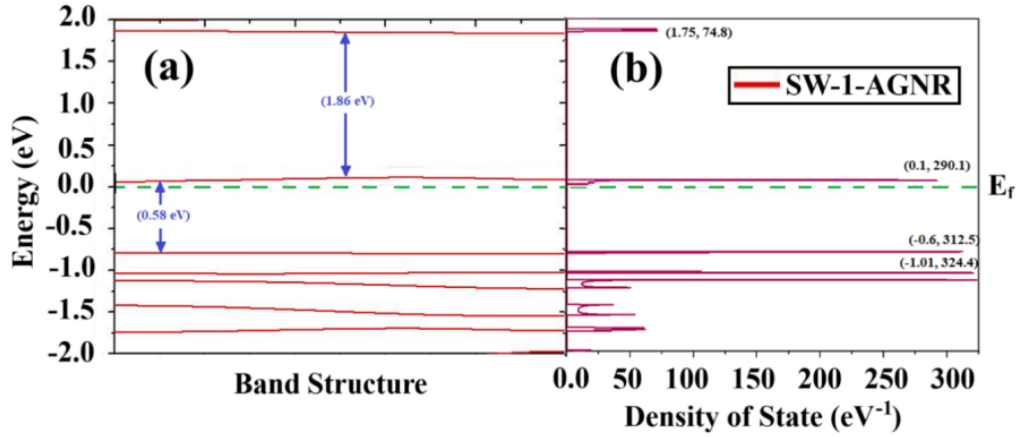 2.0
1.5
1.0
0.5
0.0
-0.5
-1.0
-1.5
-2.0
Energy (eV)
(a)
(1.86 eV)
(0.58 eV)
Band Structure
(b)
(1.75, 74.8)
SW-1-AGNR
(0.1, 290.1)
E_f
(-0.6, 312.5)
(-1.01, 324.4)
0.0 50 100 150 200 250 300
Density of State (eV⁻¹)